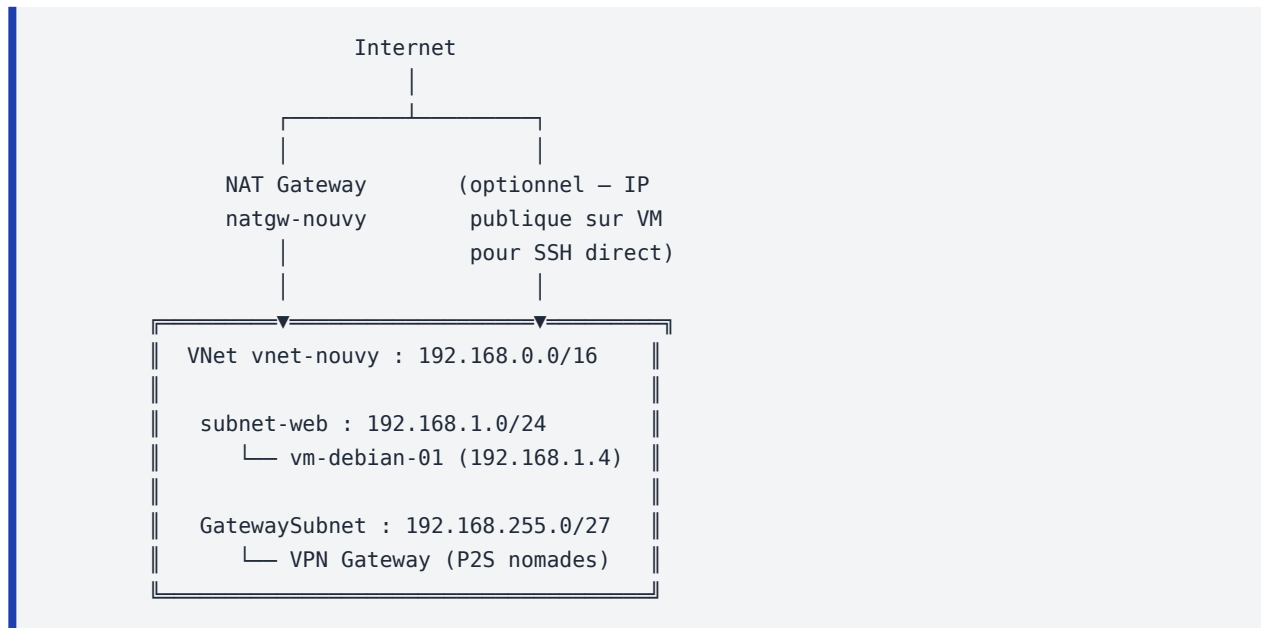 Internet
NAT Gateway (optionnel – IP
natgw-nouvy publique sur VM
pour SSH direct)
VNet vnet-nouvy : 192.168.0.0/16
subnet-web : 192.168.1.0/24
└── vm-debian-01 (192.168.1.4)
GatewaySubnet : 192.168.255.0/27
└── VPN Gateway (P2S nomades)